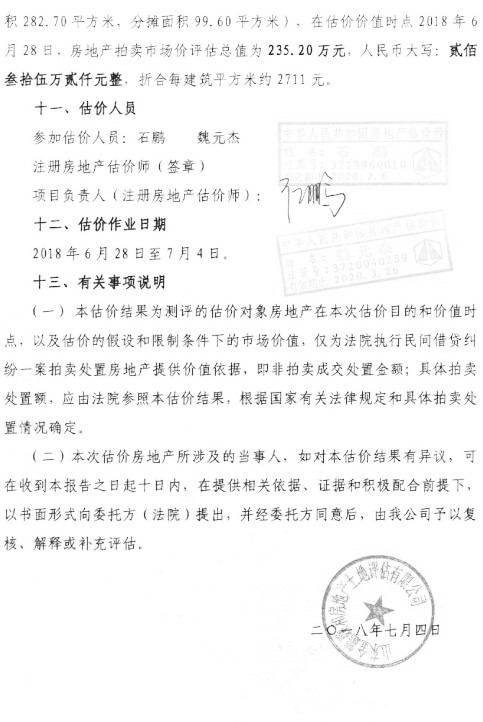 积 282.70 平方米，分摊面积 99.60 平方米），在估价价值时点 2018 年 6
月 28 日，房地产拍卖市场价评估总值为 235.20 万元，人民币大写：贰佰
叁拾伍万贰仟元整，折合每建筑平方米约 2711 元。
十一、估价人员
参加估价人员：石鹏　　魏元杰
注册房地产估价师（签章）
项目负责人（注册房地产估价师）：
石鹏
十二、估价作业日期
2018 年 6 月 28 日至 7 月 4 日。
十三、有关事项说明
（一） 本估价结果为测评的估价对象房地产在本次估价目的和价值时
点，以及估价的假设和限制条件下的市场价值，仅为法院执行民间借贷纠
纷一案拍卖处置房地产提供价值依据，即非拍卖成交处置金额；具体拍卖
处置额，应由法院参照本估价结果，根据国家有关法律规定和具体拍卖处
置情况确定。
（二）本次估价房地产所涉及的当事人，如对本估价结果有异议，可
在收到本报告之日起十日内，在提供相关依据、证据和积极配合前提下，
以书面形式向委托方（法院）提出，并经委托方同意后，由我公司予以复
核、解释或补充评估。
二〇一八年七月四日